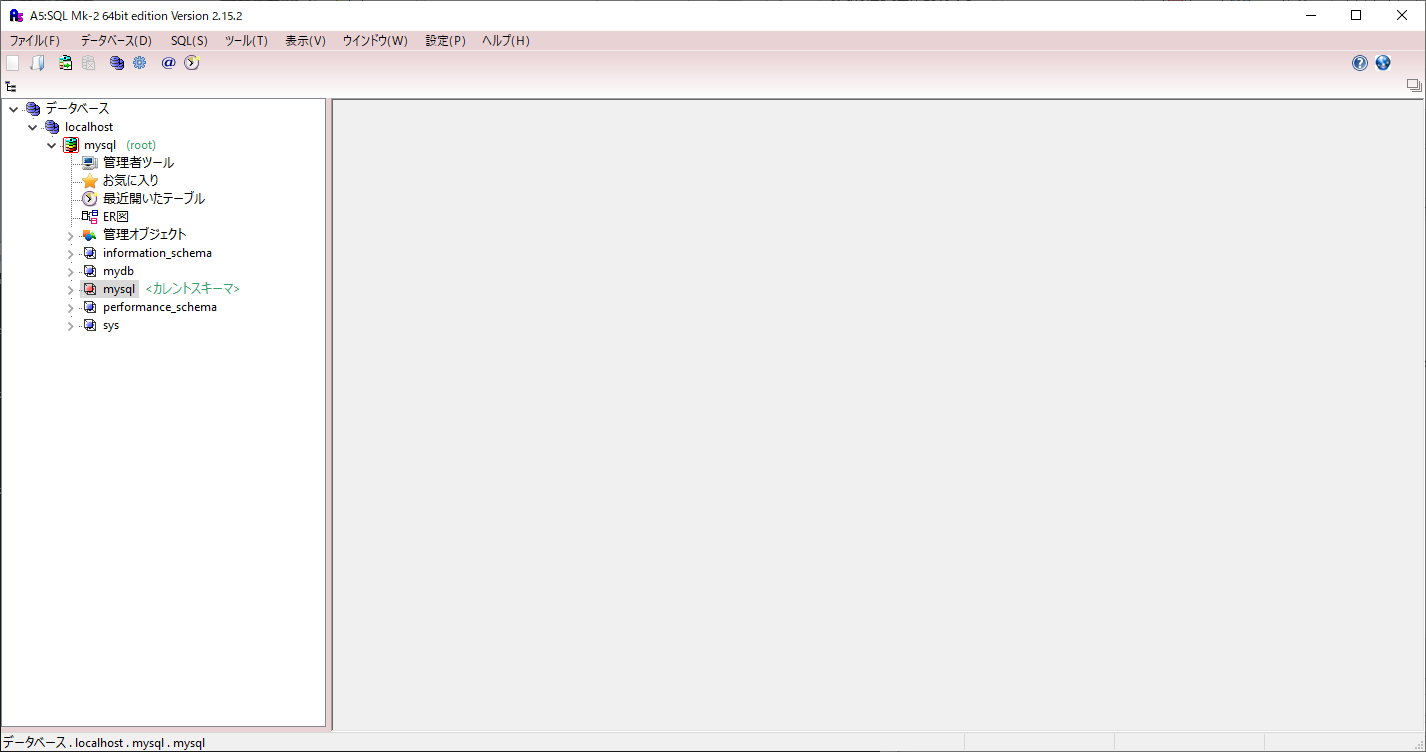 A5:SQL Mk-2 64bit edition Version 2.15.2
ファイル(F) データベース(D) SQL(S) ツール(T) 表示(V) ウインドウ(W) 設定(P) ヘルプ(H)
データベース
localhost
mysql (root)
管理者ツール
お気に入り
最近開いたテーブル
ER図
管理オブジェクト
information_schema
mydb
mysql <カレントスキーマ>
performance_schema
sys
データベース . localhost . mysql . mysql